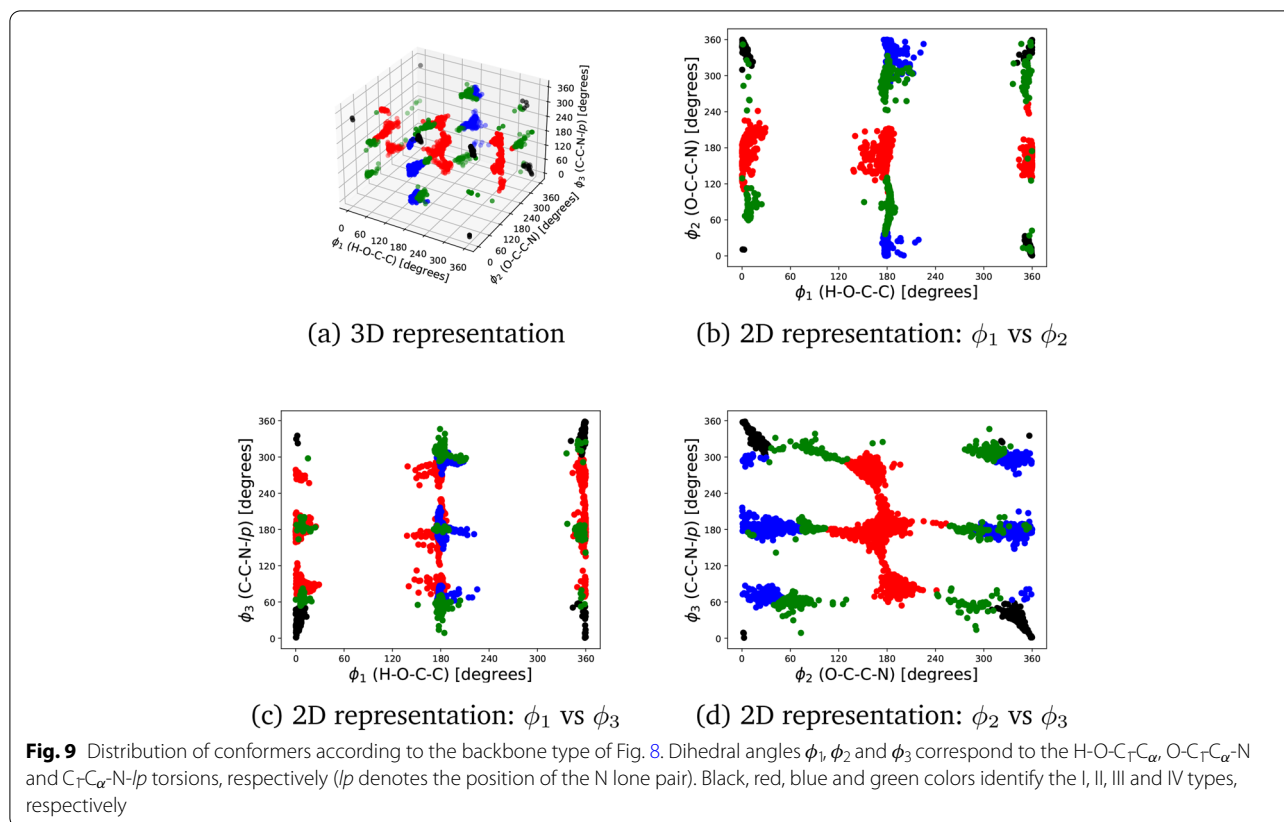 360
300
240
180
120
60
0
ϕ₃ (C-C-N-lp) [degrees]
0 60 120 180 240 300 360
ϕ₁ (H-O-C-C) [degrees]
0 60 120 180 240 300 360
ϕ₂ (O-C-C-N) [degrees]
(a) 3D representation
360
300
240
180
120
60
0
ϕ₂ (O-C-C-N) [degrees]
0 60 120 180 240 300 360
ϕ₁ (H-O-C-C) [degrees]
(b) 2D representation: ϕ₁ vs ϕ₂
360
300
240
180
120
60
0
ϕ₃ (C-C-N-lp) [degrees]
0 60 120 180 240 300 360
ϕ₁ (H-O-C-C) [degrees]
(c) 2D representation: ϕ₁ vs ϕ₃
360
300
240
180
120
60
0
ϕ₃ (C-C-N-lp) [degrees]
0 60 120 180 240 300 360
ϕ₂ (O-C-C-N) [degrees]
(d) 2D representation: ϕ₂ vs ϕ₃
Fig. 9 Distribution of conformers according to the backbone type of Fig. 8. Dihedral angles ϕ₁, ϕ₂ and ϕ₃ correspond to the H-O-C_TC_α, O-C_TC_α-N
and C_TC_α-N-lp torsions, respectively (lp denotes the position of the N lone pair). Black, red, blue and green colors identify the I, II, III and IV types,
respectively